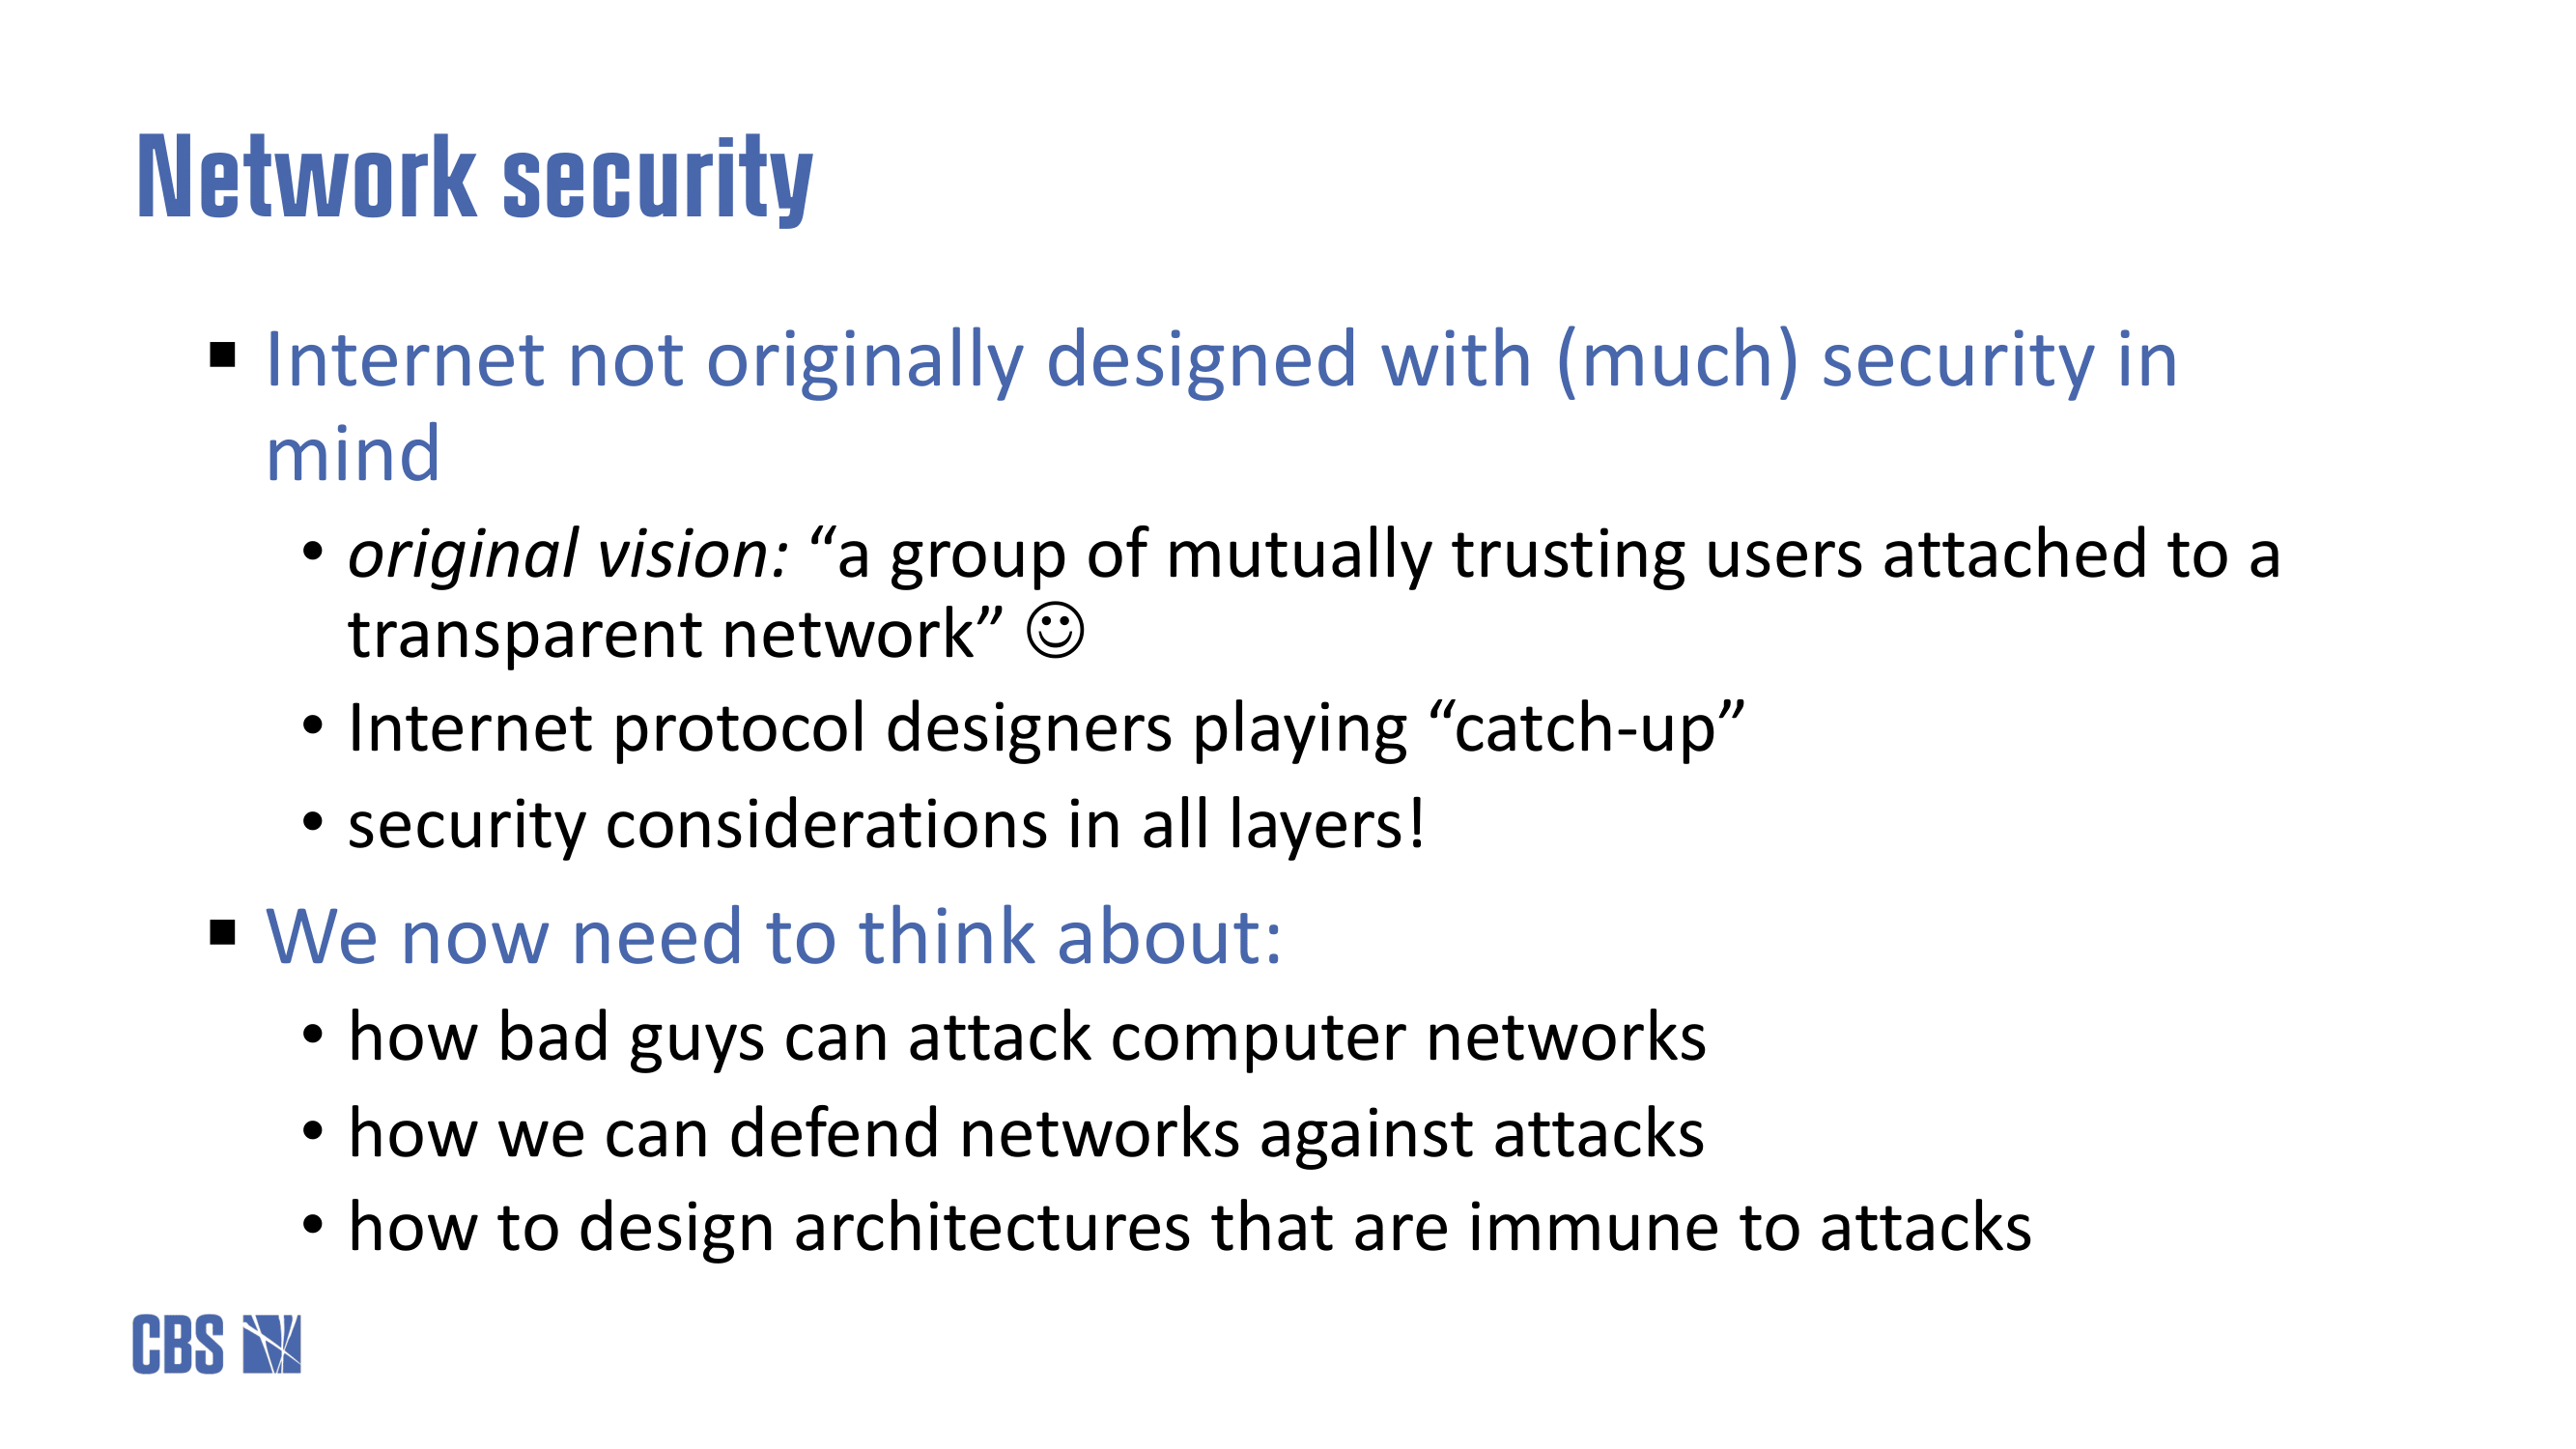 Network security
▪ Internet not originally designed with (much) security in
mind
• original vision: “a group of mutually trusting users attached to a
transparent network” ☺
• Internet protocol designers playing “catch-up”
• security considerations in all layers!
▪ We now need to think about:
• how bad guys can attack computer networks
• how we can defend networks against attacks
• how to design architectures that are immune to attacks
CBS